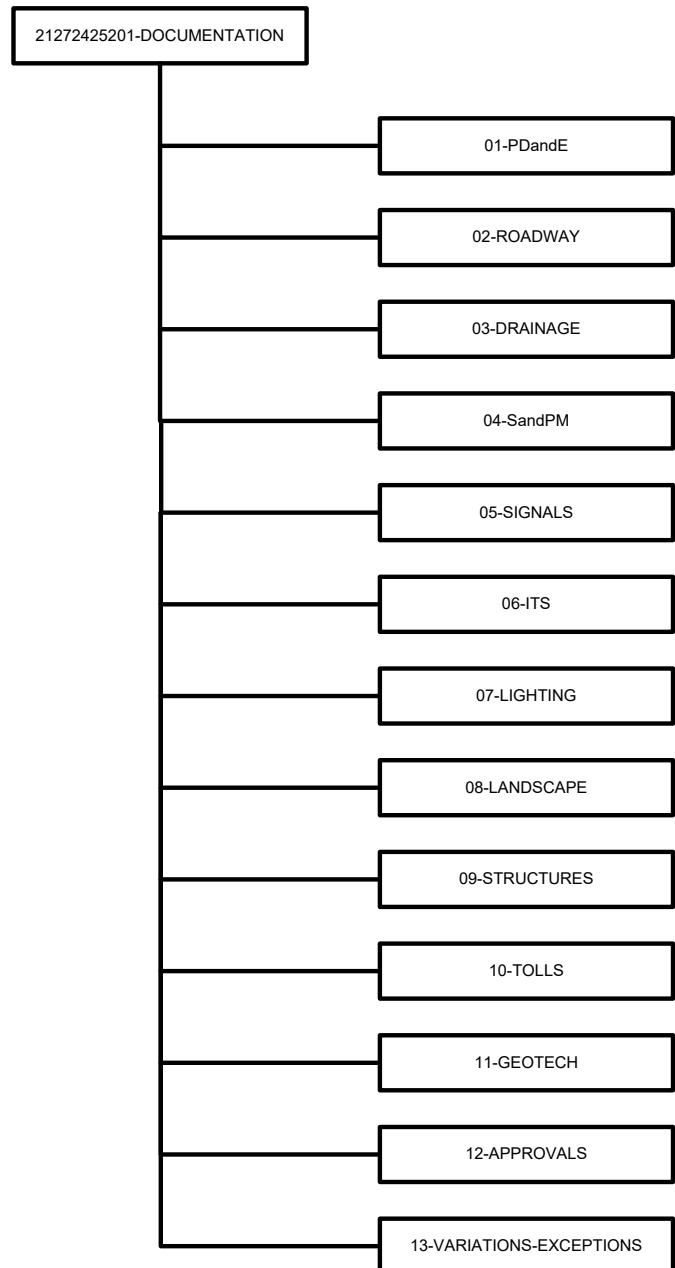 21272425201-DOCUMENTATION
01-PDandE
02-ROADWAY
03-DRAINAGE
04-SandPM
05-SIGNALS
06-ITS
07-LIGHTING
08-LANDSCAPE
09-STRUCTURES
10-TOLLS
11-GEOTECH
12-APPROVALS
13-VARIATIONS-EXCEPTIONS